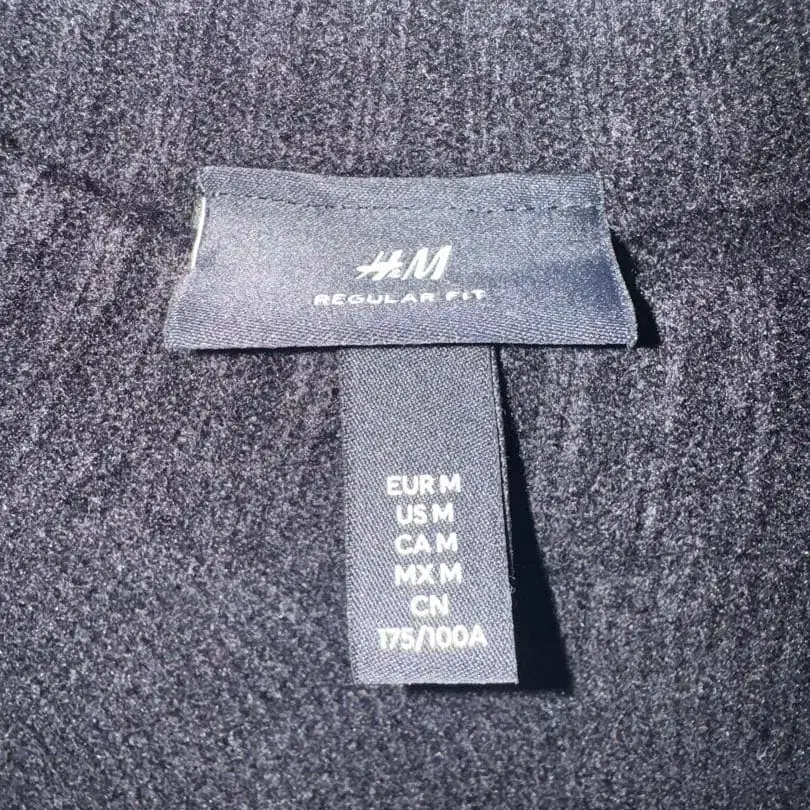 H&M
REGULAR FIT
EUR M
US M
CA M
MX M
CN
175/100A